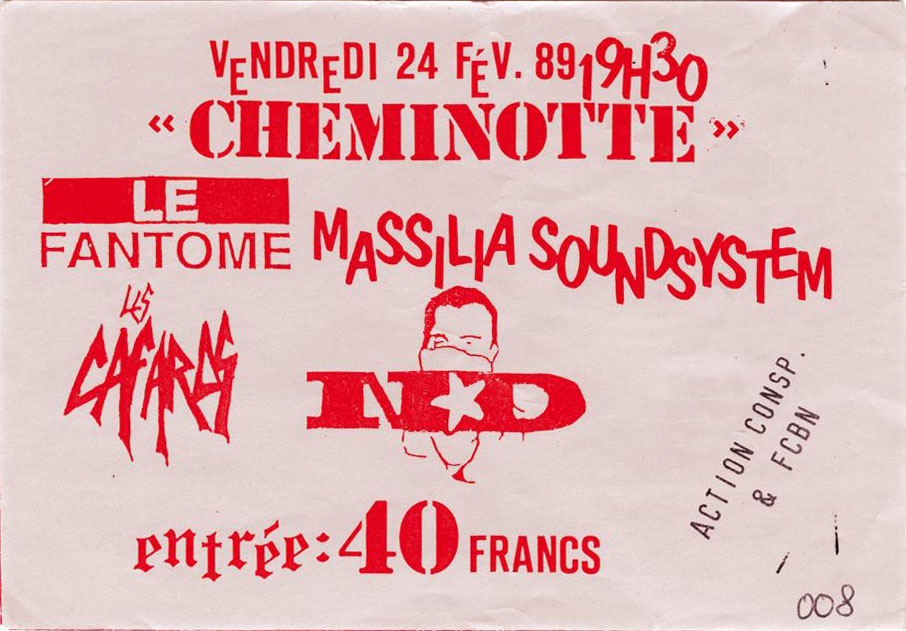 VENDREDI 24 FÉV. 89 19H30
« CHEMINOTTE »
LE
FANTOME
MASSILIA SOUNDSYSTEM
LES
CAFARDS
N★D
entrée: 40 FRANCS
ACTION CONSP.
& FCBN
008